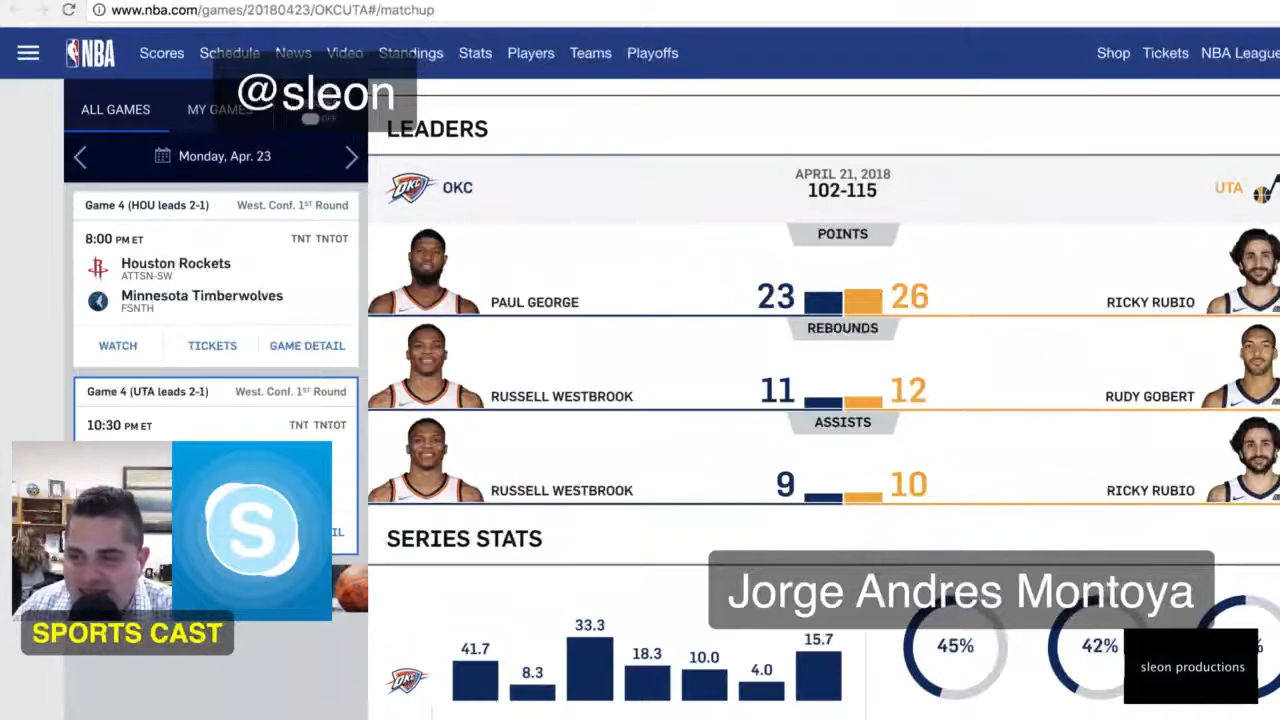 www.nba.com/games/20180423/OKCUTA#/matchup
NBA
Scores Schedule News Video Standings Stats Players Teams Playoffs
Shop Tickets NBA League
@sleon
ALL GAMES MY GAMES
OFF
Monday, Apr. 23
Game 4 (HOU leads 2-1) West. Conf. 1ST Round
8:00 PM ET TNT TNTOT
Houston Rockets
ATTSN-SW
Minnesota Timberwolves
FSNTH
WATCH TICKETS GAME DETAIL
Game 4 (UTA leads 2-1) West. Conf. 1ST Round
10:30 PM ET TNT TNTOT
IL
S
SPORTS CAST
LEADERS
OKC
OKC
APRIL 21, 2018
102-115
UTA
POINTS
PAUL GEORGE 23 26 RICKY RUBIO
REBOUNDS
RUSSELL WESTBROOK 11 12 RUDY GOBERT
ASSISTS
RUSSELL WESTBROOK 9 10 RICKY RUBIO
SERIES STATS
Jorge Andres Montoya
OKC
41.7 8.3 33.3 18.3 10.0 4.0 15.7
45% 42% %
sleon productions